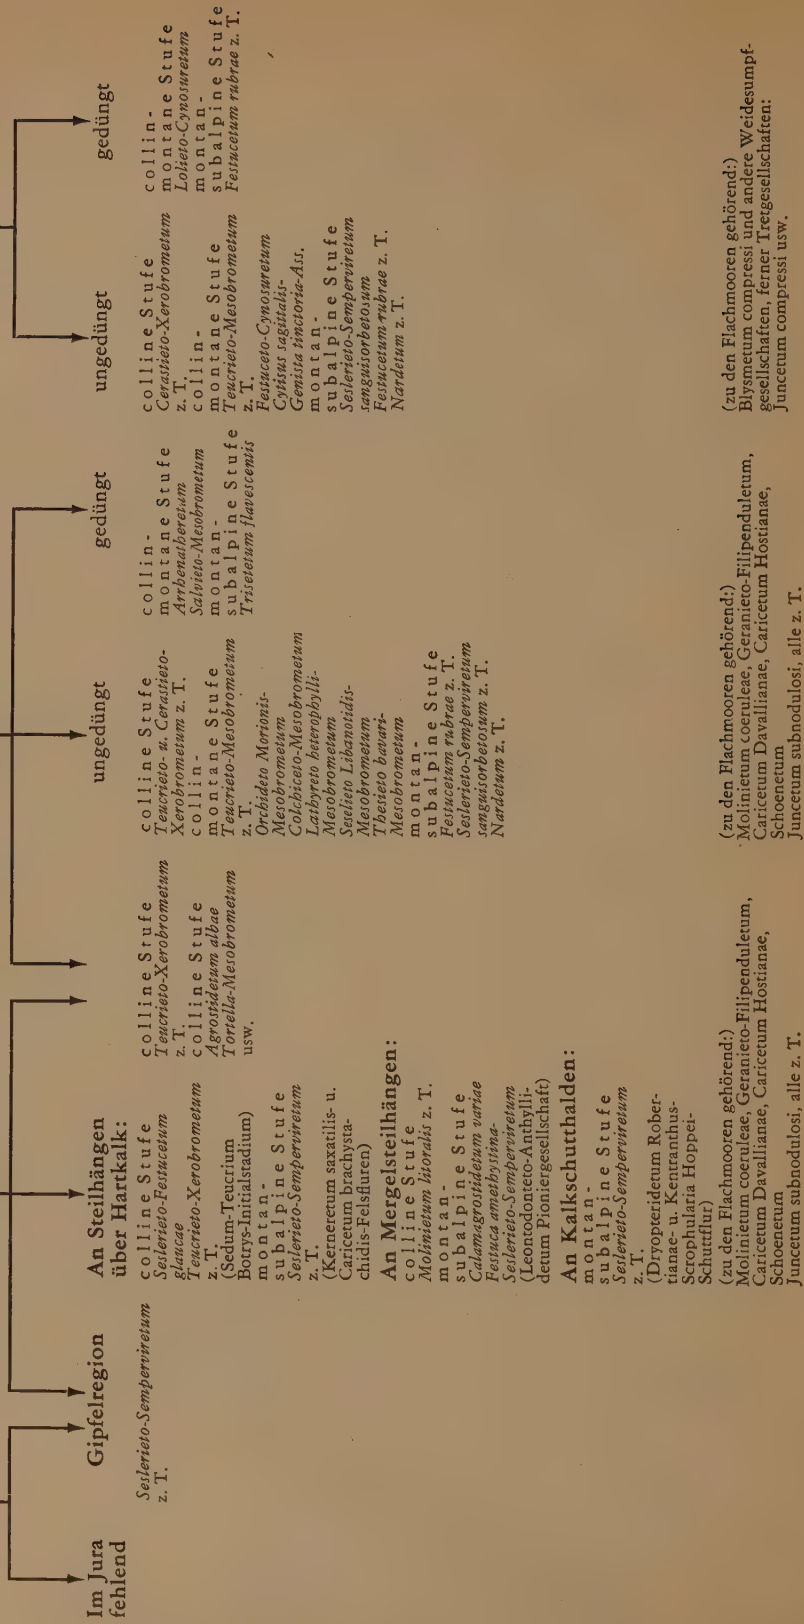 Im Jura
fehlend
Gipfelregion
Seslerieto-Semperviretum
z. T.
An Steilhängen
über Hartkalk:
colline Stufe
Seslerieto-Festucetum
glaucae
Teucrieto-Xerobrometum
z. T.
(Sedum-Teucrium
Botrys-Initialstadium)
montan-
subalpine Stufe
Seslerieto-Semperviretum
z. T.
(Kerneretum saxatilis- u.
Caricetum brachysta-
chidis-Felsfluren)
An Mergelsteilhängen:
colline Stufe
Molinietum litoralis z. T.
montan-
subalpine Stufe
Calamagrostidetum variae
Festuca amethystina-
Seslerieto-Semperviretum
(Leontodonteto-Anthylli-
detum Pioniergesellschaft)
An Kalkschutthalden:
montan-
subalpine Stufe
Seslerieto-Semperviretum
z. T.
(Dryopteridetum Rober-
tianae- u. Kentranthus-
Scrophularia Hoppei-
Schuttflur)
(zu den Flachmooren gehörend:)
Molinietum coeruleae, Geranieto-Filipenduletum,
Caricetum Davallianae, Caricetum Hostianae,
Schoenetum
Juncetum subnodulosi, alle z. T.
colline Stufe
Teucrieto-Xerobrometum
z. T.
colline Stufe
Agrostidetum albae
Tortella-Mesobrometum
usw.
ungedüngt
colline Stufe
Teucrieto- u. Cerastieto-
Xerobrometum z. T.
collin-
montane Stufe
Teucrieto-Mesobrometum
z. T.
Orchideto Morionis-
Mesobrometum
Colchiceto-Mesobrometum
Lathyreto heterophylli-
Mesobrometum
Seselieto Libanotidis-
Mesobrometum
Thesieto bavari-
Mesobrometum
montan-
subalpine Stufe
Festucetum rubrae z. T.
Seslerieto-Semperviretum
sanguisorbetosum z. T.
Nardetum z. T.
gedüngt
collin-
montane Stufe
Arrhenatheretum
Salvieto-Mesobrometum
montan-
subalpine Stufe
Trisetetum flavescentis
(zu den Flachmooren gehörend:)
Molinietum coeruleae, Geranieto-Filipenduletum,
Caricetum Davallianae, Caricetum Hostianae,
Schoenetum
Juncetum subnodulosi, alle z. T.
ungedüngt
colline Stufe
Cerastieto-Xerobrometum
z. T.
collin-
montane Stufe
Teucrieto-Mesobrometum
z. T.
Festuceto-Cynosuretum
Cytisus sagittalis-
Genista tinctoria-Ass.
montan-
subalpine Stufe
Seslerieto-Semperviretum
sanguisorbetosum
Festucetum rubrae z. T.
Nardetum z. T.
gedüngt
collin-
montane Stufe
Lolieto-Cynosuretum
montan-
subalpine Stufe
Festucetum rubrae z. T.
(zu den Flachmooren gehörend:)
Blysmetum compressi und andere Weidesumpf-
gesellschaften, ferner Tretgesellschaften:
Juncetum compressi usw.